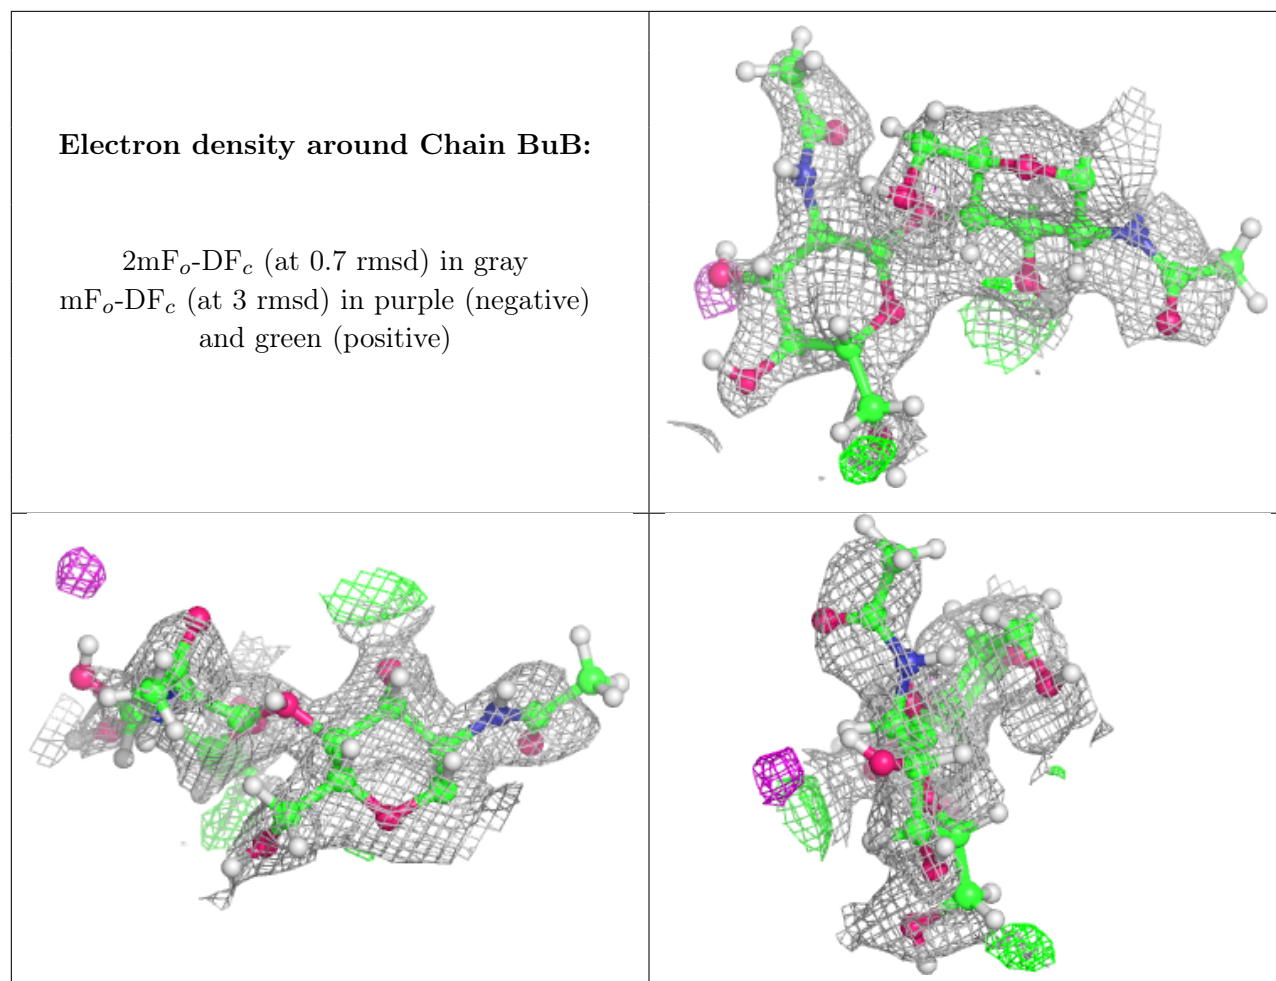 Electron density around Chain BuB:
2mFₒ-DF𝒸 (at 0.7 rmsd) in gray
mFₒ-DF𝒸 (at 3 rmsd) in purple (negative)
and green (positive)